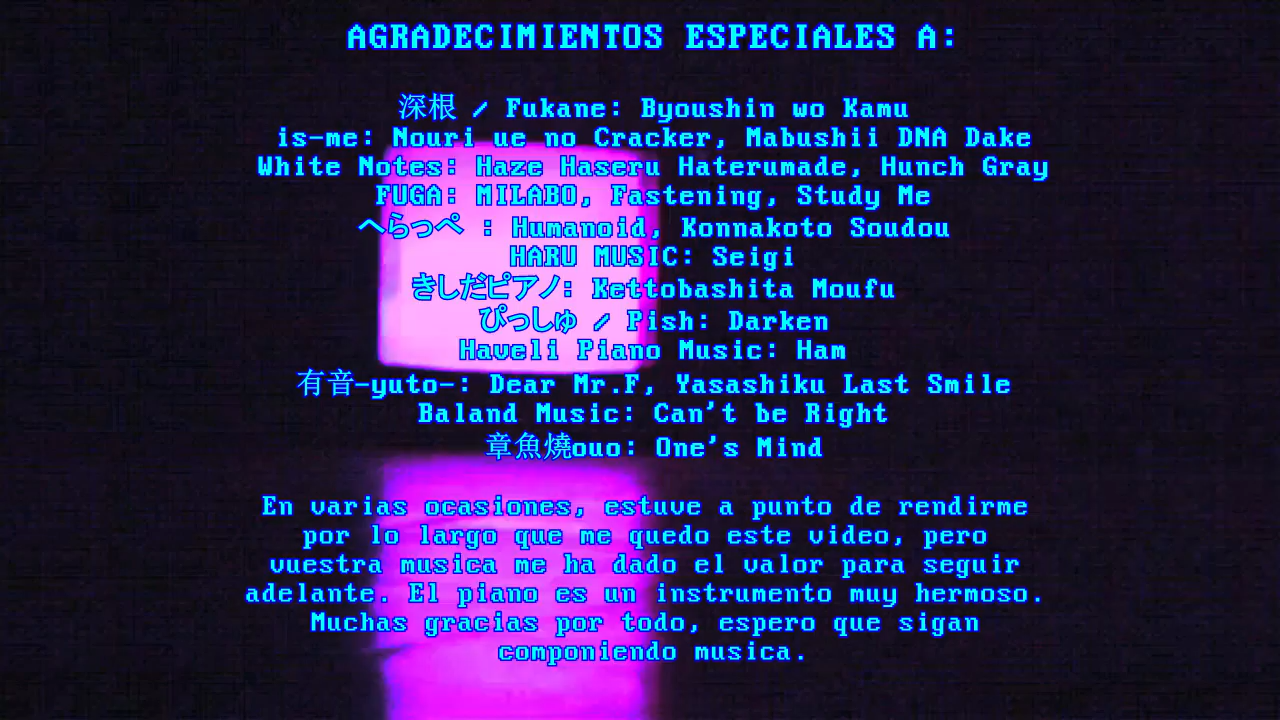 AGRADECIMIENTOS ESPECIALES A:
深根 / Fukane: Byoushin wo Kamu
is-me: Nouri ue no Cracker, Mabushii DNA Dake
White Notes: Haze Haseru Haterumade, Hunch Gray
FUGA: MILABO, Fastening, Study Me
へらっぺ : Humanoid, Konnakoto Soudou
HARU MUSIC: Seigi
きしだピアノ: Kettobashita Moufu
ぴっしゅ / Pish: Darken
Haveli Piano Music: Ham
有音-yuto-: Dear Mr.F, Yasashiku Last Smile
Baland Music: Can't be Right
章魚燒ouo: One's Mind
En varias ocasiones, estuve a punto de rendirme
por lo largo que me quedo este video, pero
vuestra musica me ha dado el valor para seguir
adelante. El piano es un instrumento muy hermoso.
Muchas gracias por todo, espero que sigan
componiendo musica.